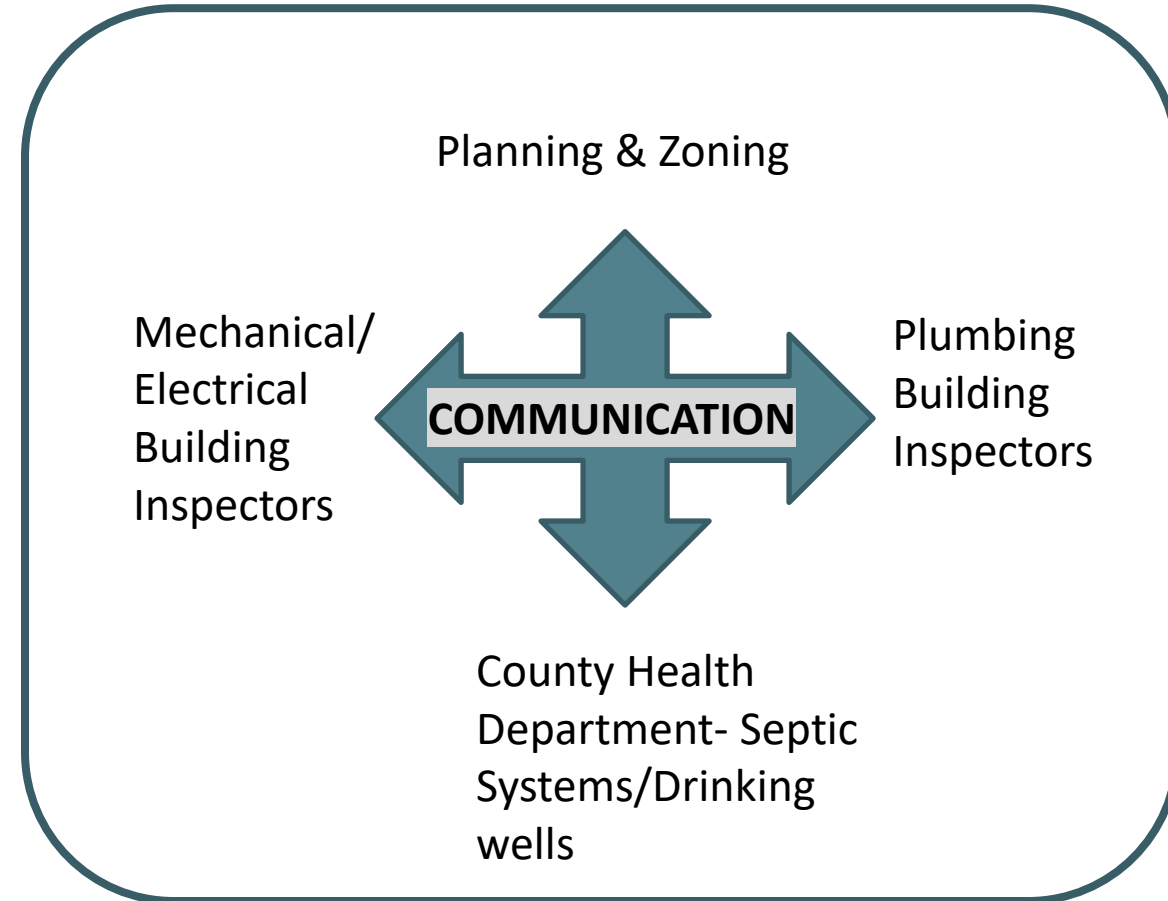 Planning & Zoning
Mechanical/
Electrical
Building
Inspectors
COMMUNICATION
Plumbing
Building
Inspectors
County Health
Department- Septic
Systems/Drinking
wells